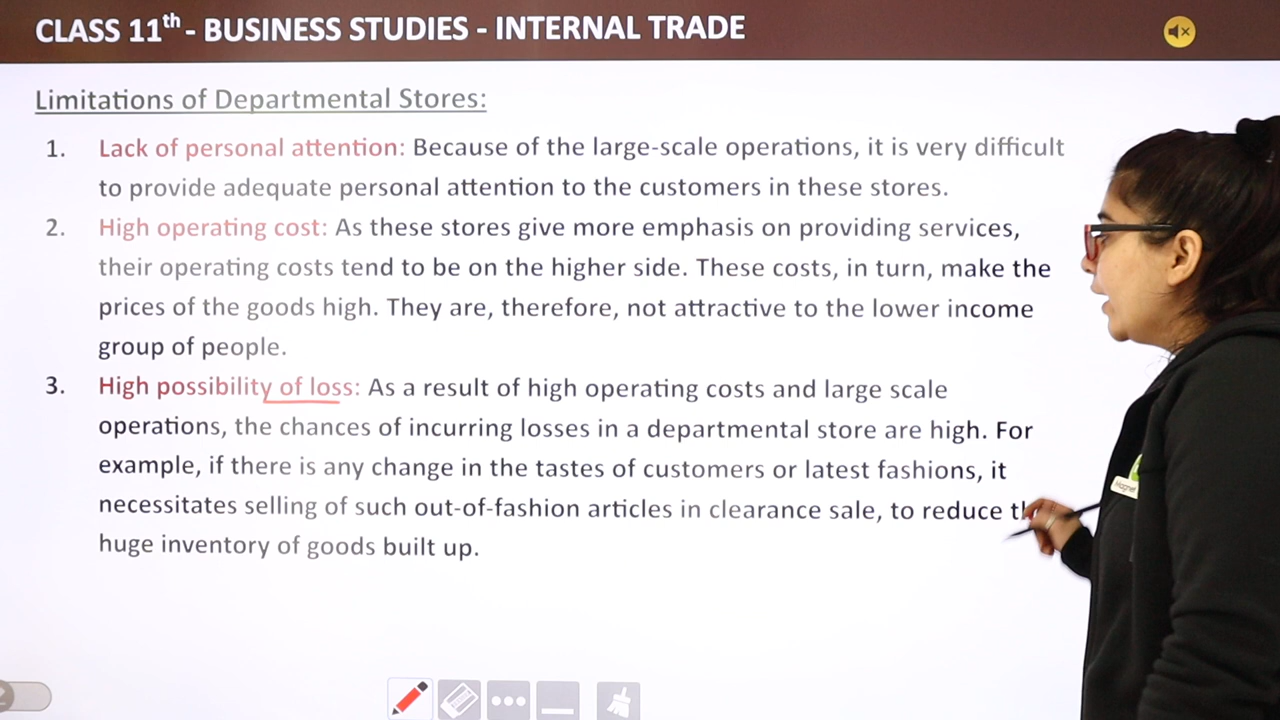 CLASS 11th - BUSINESS STUDIES - INTERNAL TRADE
Limitations of Departmental Stores:
1. Lack of personal attention: Because of the large-scale operations, it is very difficult
to provide adequate personal attention to the customers in these stores.
2. High operating cost: As these stores give more emphasis on providing services,
their operating costs tend to be on the higher side. These costs, in turn, make the
prices of the goods high. They are, therefore, not attractive to the lower income
group of people.
3. High possibility of loss: As a result of high operating costs and large scale
operations, the chances of incurring losses in a departmental store are high. For
example, if there is any change in the tastes of customers or latest fashions, it
necessitates selling of such out-of-fashion articles in clearance sale, to reduce
huge inventory of goods built up.
Magnet